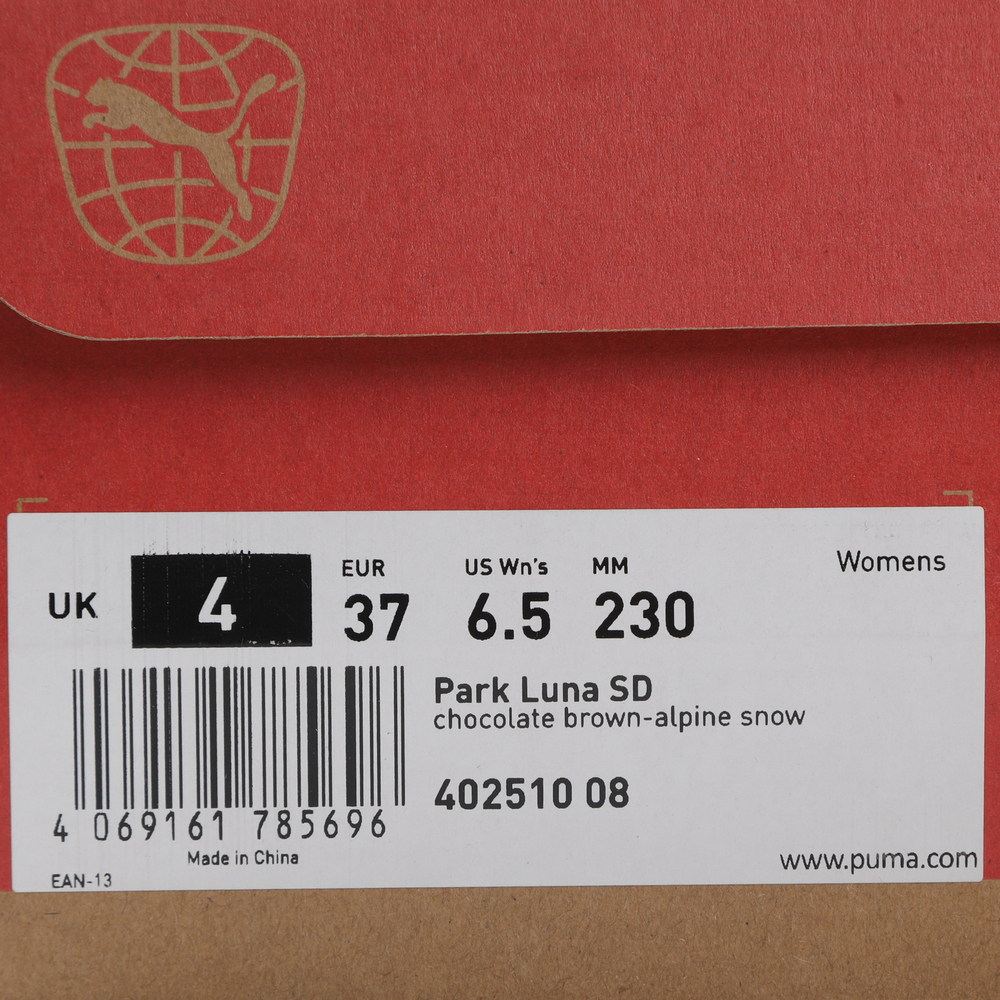 Womens
EUR US Wn's MM
UK 4 37 6.5 230
Park Luna SD
chocolate brown-alpine snow
402510 08
4 069161 785696
Made in China
www.puma.com
EAN-13